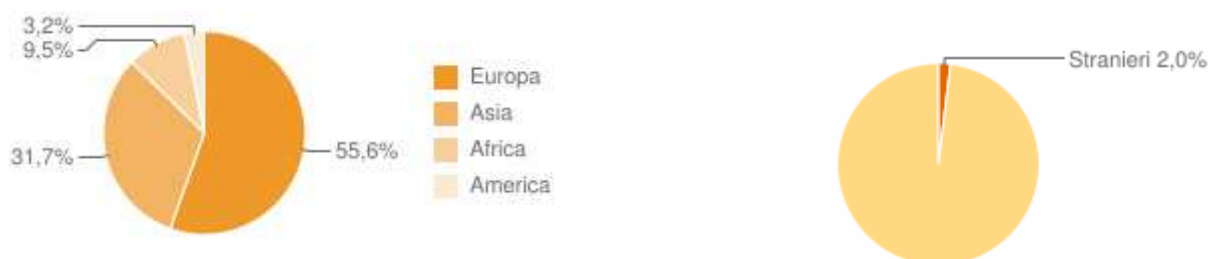 3,2%
9,5%
31,7%
55,6%
Europa
Asia
Africa
America
Stranieri 2,0%